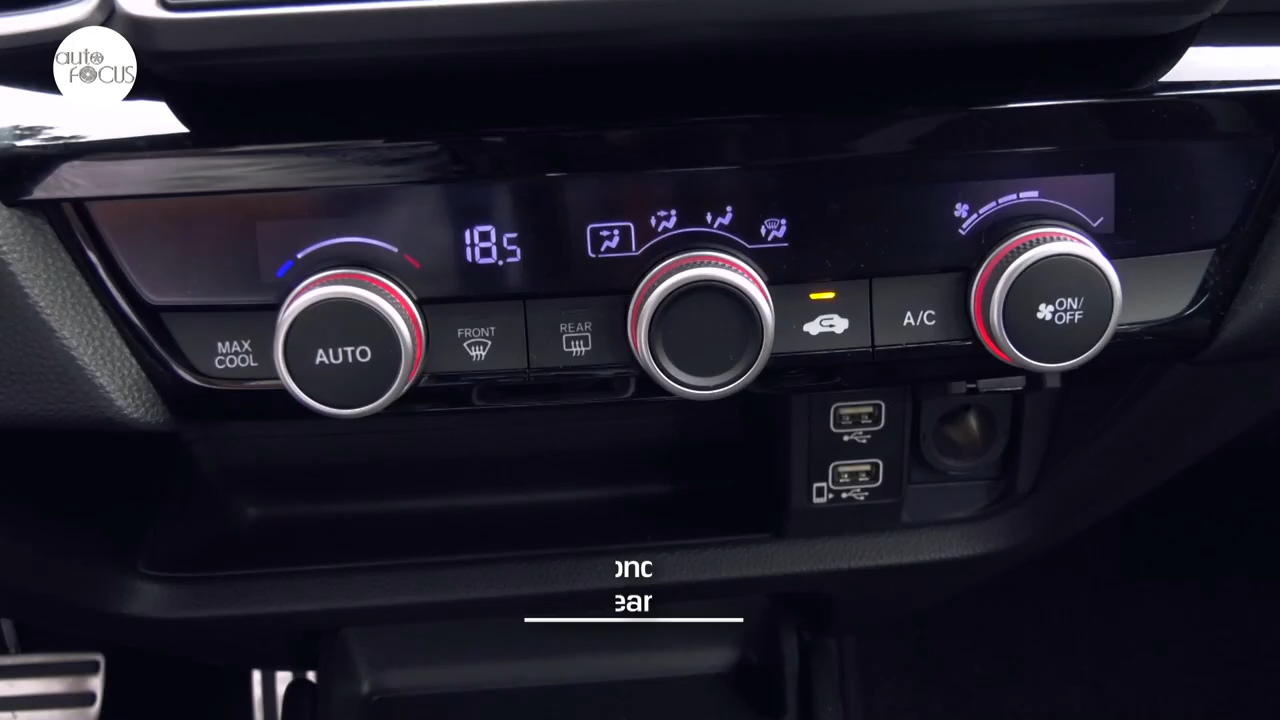 auto
FOCUS
18.5
MAX
COOL
AUTO
FRONT
REAR
A/C
ON/
OFF